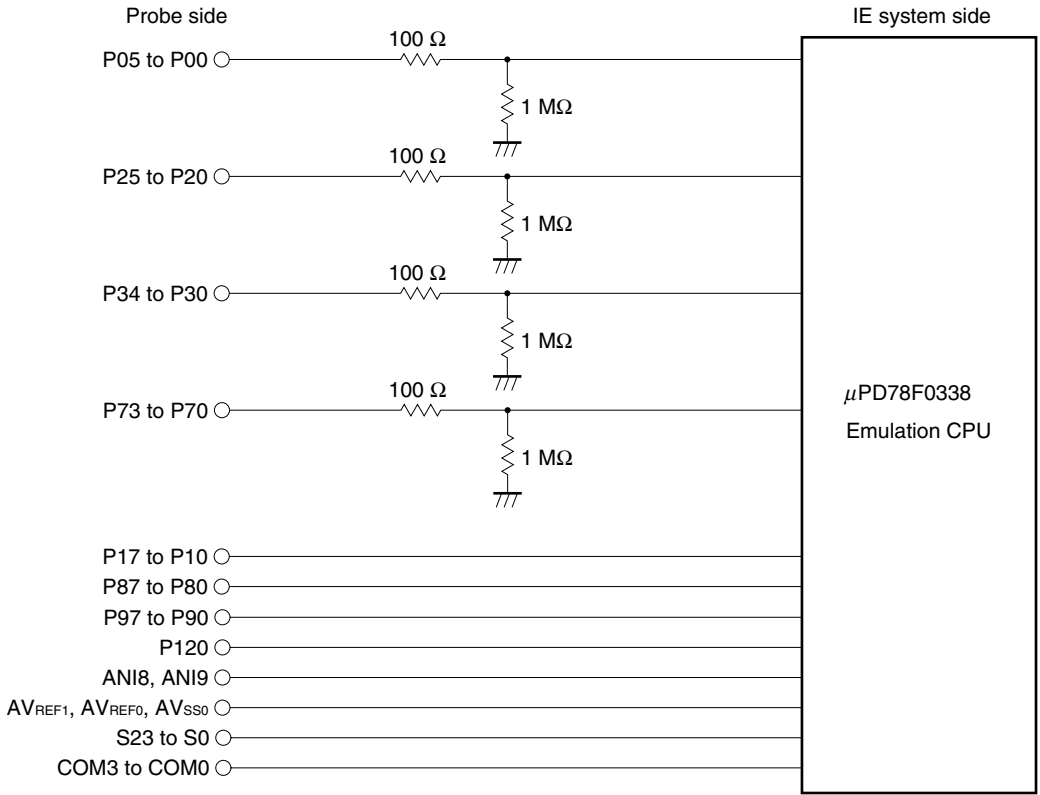 Probe side
IE system side
100 Ω
P05 to P00
1 MΩ
100 Ω
P25 to P20
1 MΩ
100 Ω
P34 to P30
1 MΩ
100 Ω
P73 to P70
1 MΩ
μPD78F0338
Emulation CPU
P17 to P10
P87 to P80
P97 to P90
P120
ANI8, ANI9
AVREF1, AVREF0, AVSS0
S23 to S0
COM3 to COM0